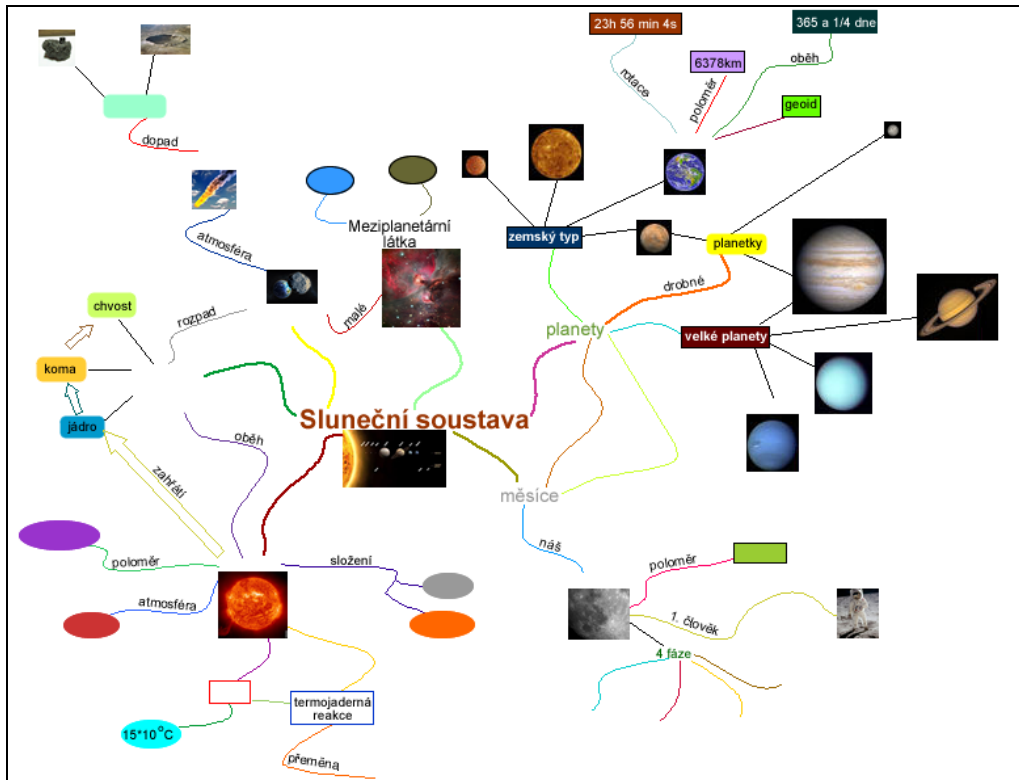 23h 56 min 4s
365 a 1/4 dne
6378km
oběh
rotace
poloměr
geoid
dopad
Meziplanetární
látka
zemský typ
planetky
atmosféra
drobné
chvost
rozpad
malé
planety
velké planety
koma
Sluneční soustava
jádro
oběh
zahřátí
měsíce
náš
poloměr
složení
poloměr
atmosféra
1. člověk
4 fáze
termojaderná
reakce
15*10°C
přeměna